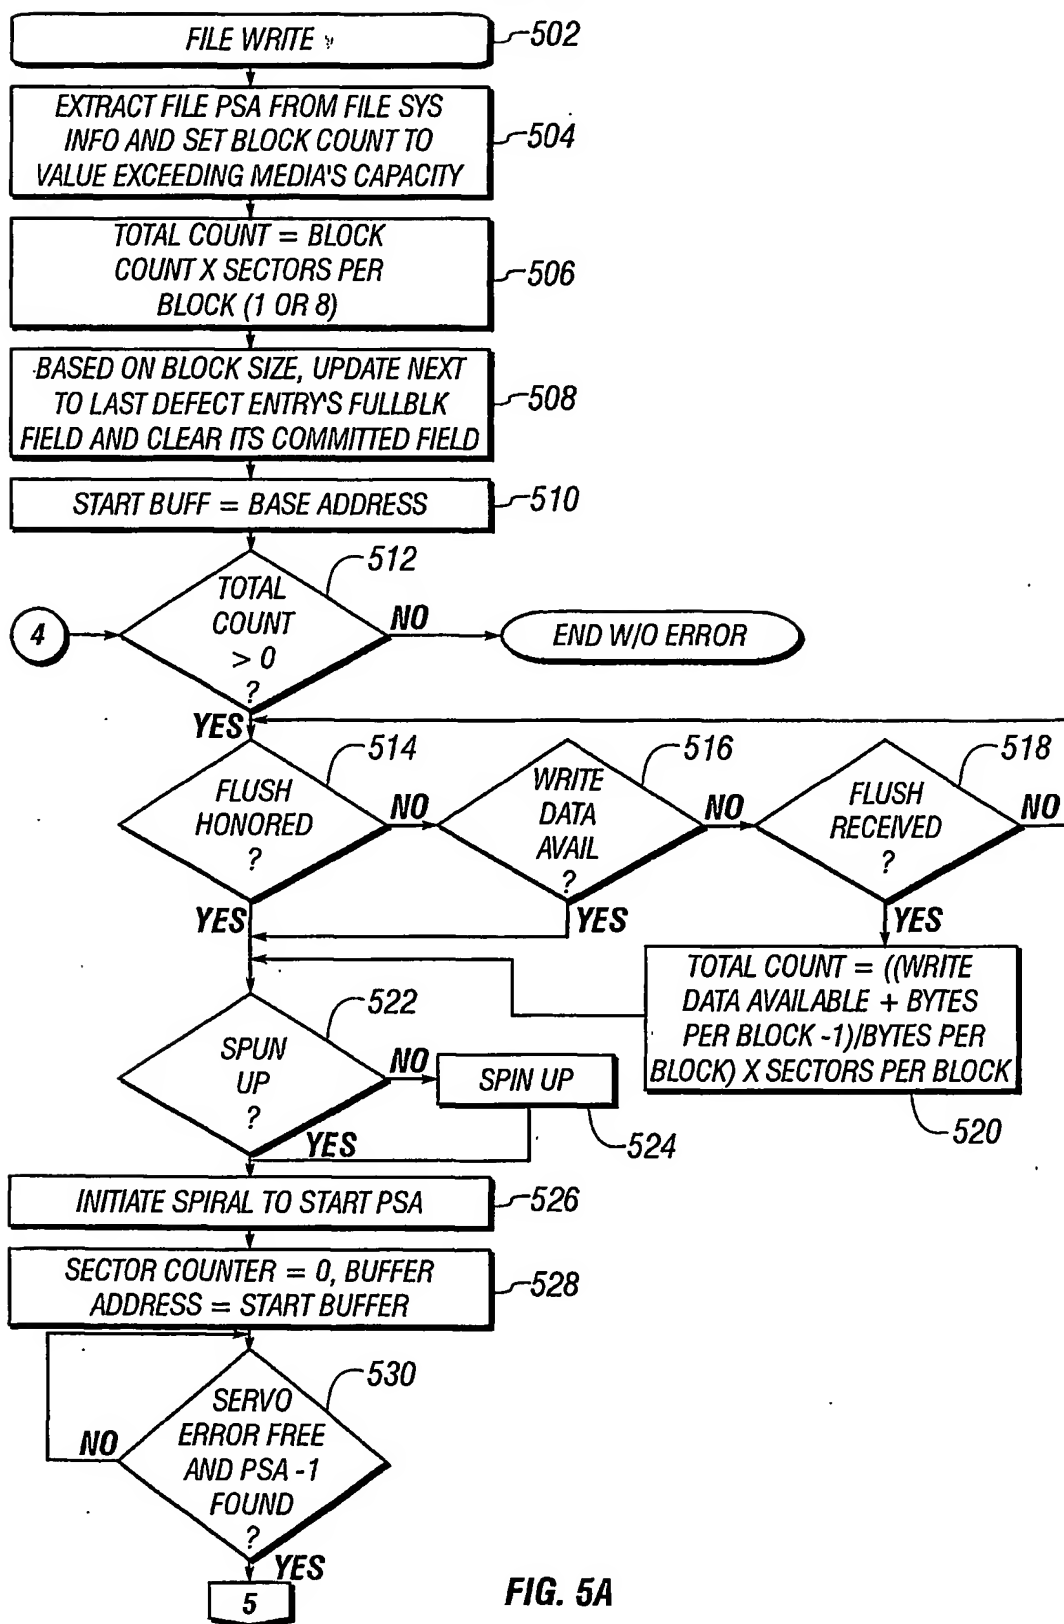 FILE WRITE
502
EXTRACT FILE PSA FROM FILE SYS
INFO AND SET BLOCK COUNT TO
VALUE EXCEEDING MEDIA'S CAPACITY
504
TOTAL COUNT = BLOCK
COUNT X SECTORS PER
BLOCK (1 OR 8)
506
BASED ON BLOCK SIZE, UPDATE NEXT
TO LAST DEFECT ENTRY'S FULLBLK
FIELD AND CLEAR ITS COMMITTED FIELD
508
START BUFF = BASE ADDRESS
510
4
TOTAL
COUNT
> 0
?
512
NO
END W/O ERROR
YES
FLUSH
HONORED
?
514
NO
YES
WRITE
DATA
AVAIL
?
516
NO
YES
FLUSH
RECEIVED
?
518
NO
YES
TOTAL COUNT = ((WRITE
DATA AVAILABLE + BYTES
PER BLOCK -1)/BYTES PER
BLOCK) X SECTORS PER BLOCK
520
SPUN
UP
?
522
NO
SPIN UP
524
YES
INITIATE SPIRAL TO START PSA
526
SECTOR COUNTER = 0, BUFFER
ADDRESS = START BUFFER
528
SERVO
ERROR FREE
AND PSA -1
FOUND
?
530
NO
YES
5
FIG. 5A